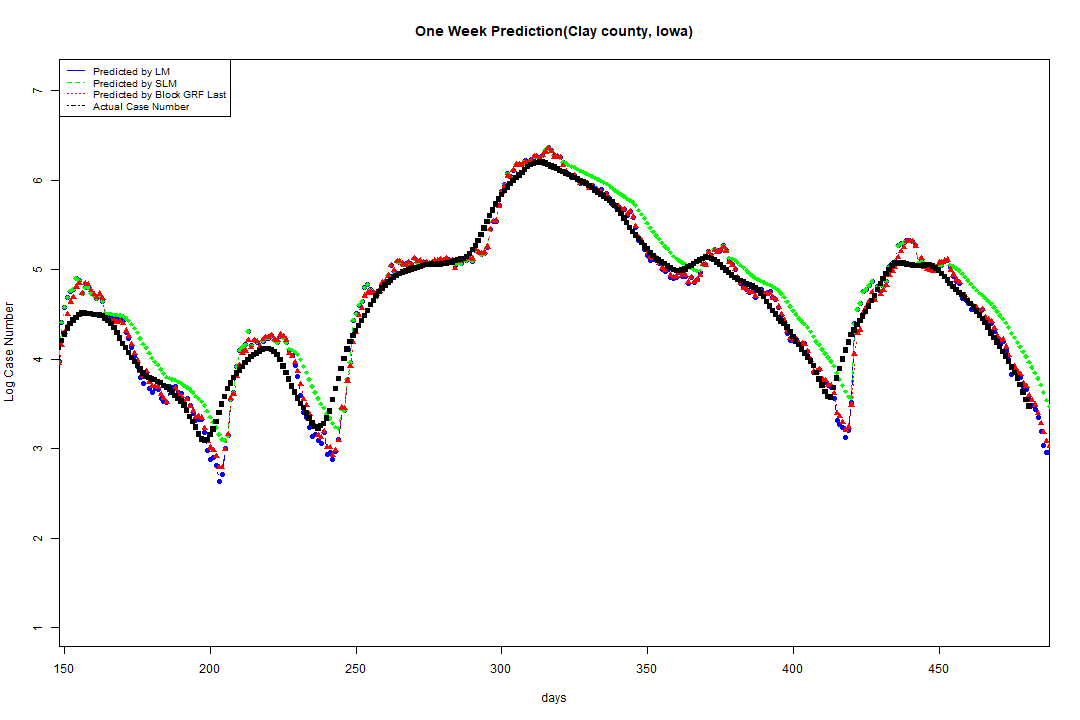 One Week Prediction(Clay county, Iowa)
Predicted by LM
Predicted by SLM
Predicted by Block GRF Last
Actual Case Number
Log Case Number
7
6
5
4
3
2
1
150 200 250 300 350 400 450
days